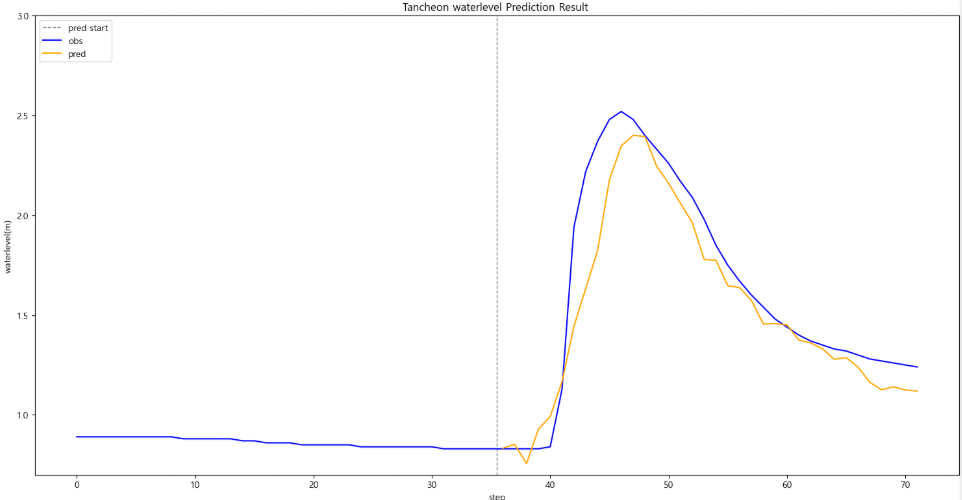 Tancheon waterlevel Prediction Result
pred start
obs
pred
waterlevel(m)
3.0
2.5
2.0
1.5
1.0
0 10 20 30 40 50 60 70
step